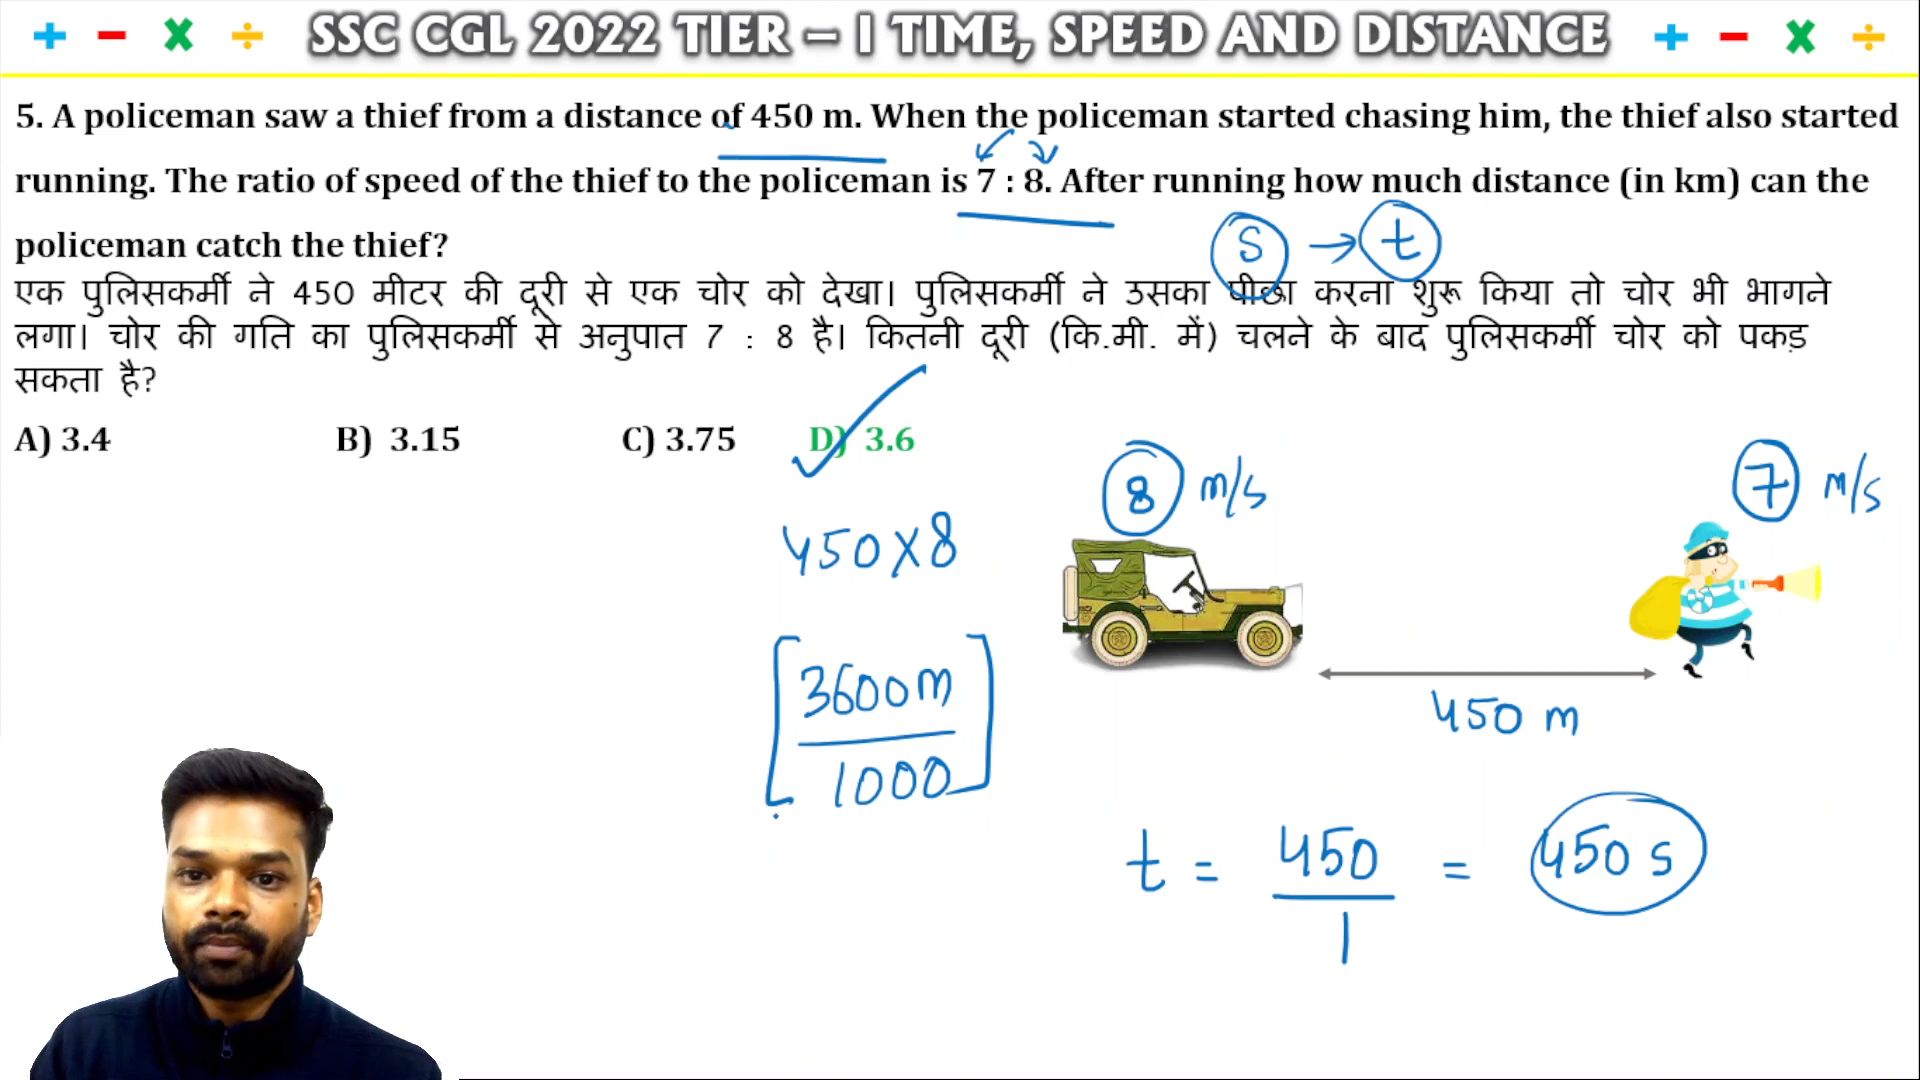 + - × ÷ SSC CGL 2022 TIER – I TIME, SPEED AND DISTANCE + - × ÷
5. A policeman saw a thief from a distance of 450 m. When the policeman started chasing him, the thief also started
running. The ratio of speed of the thief to the policeman is 7 : 8. After running how much distance (in km) can the
policeman catch the thief?
S → t
एक पुलिसकर्मी ने 450 मीटर की दूरी से एक चोर को देखा। पुलिसकर्मी ने उसका पीछा करना शुरू किया तो चोर भी भागने
लगा। चोर की गति का पुलिसकर्मी से अनुपात 7 : 8 है। कितनी दूरी (कि.मी. में) चलने के बाद पुलिसकर्मी चोर को पकड़
सकता है?
A) 3.4 B) 3.15 C) 3.75 D) 3.6
8 m/s 7 m/s
450×8
3600m
1000
450 m
t = 450 = 450 s
1